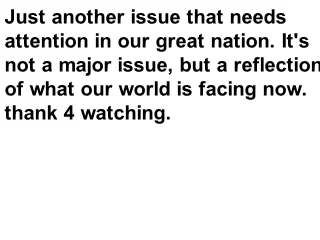 Just another issue that needs
attention in our great nation. It's
not a major issue, but a reflection
of what our world is facing now.
thank 4 watching.